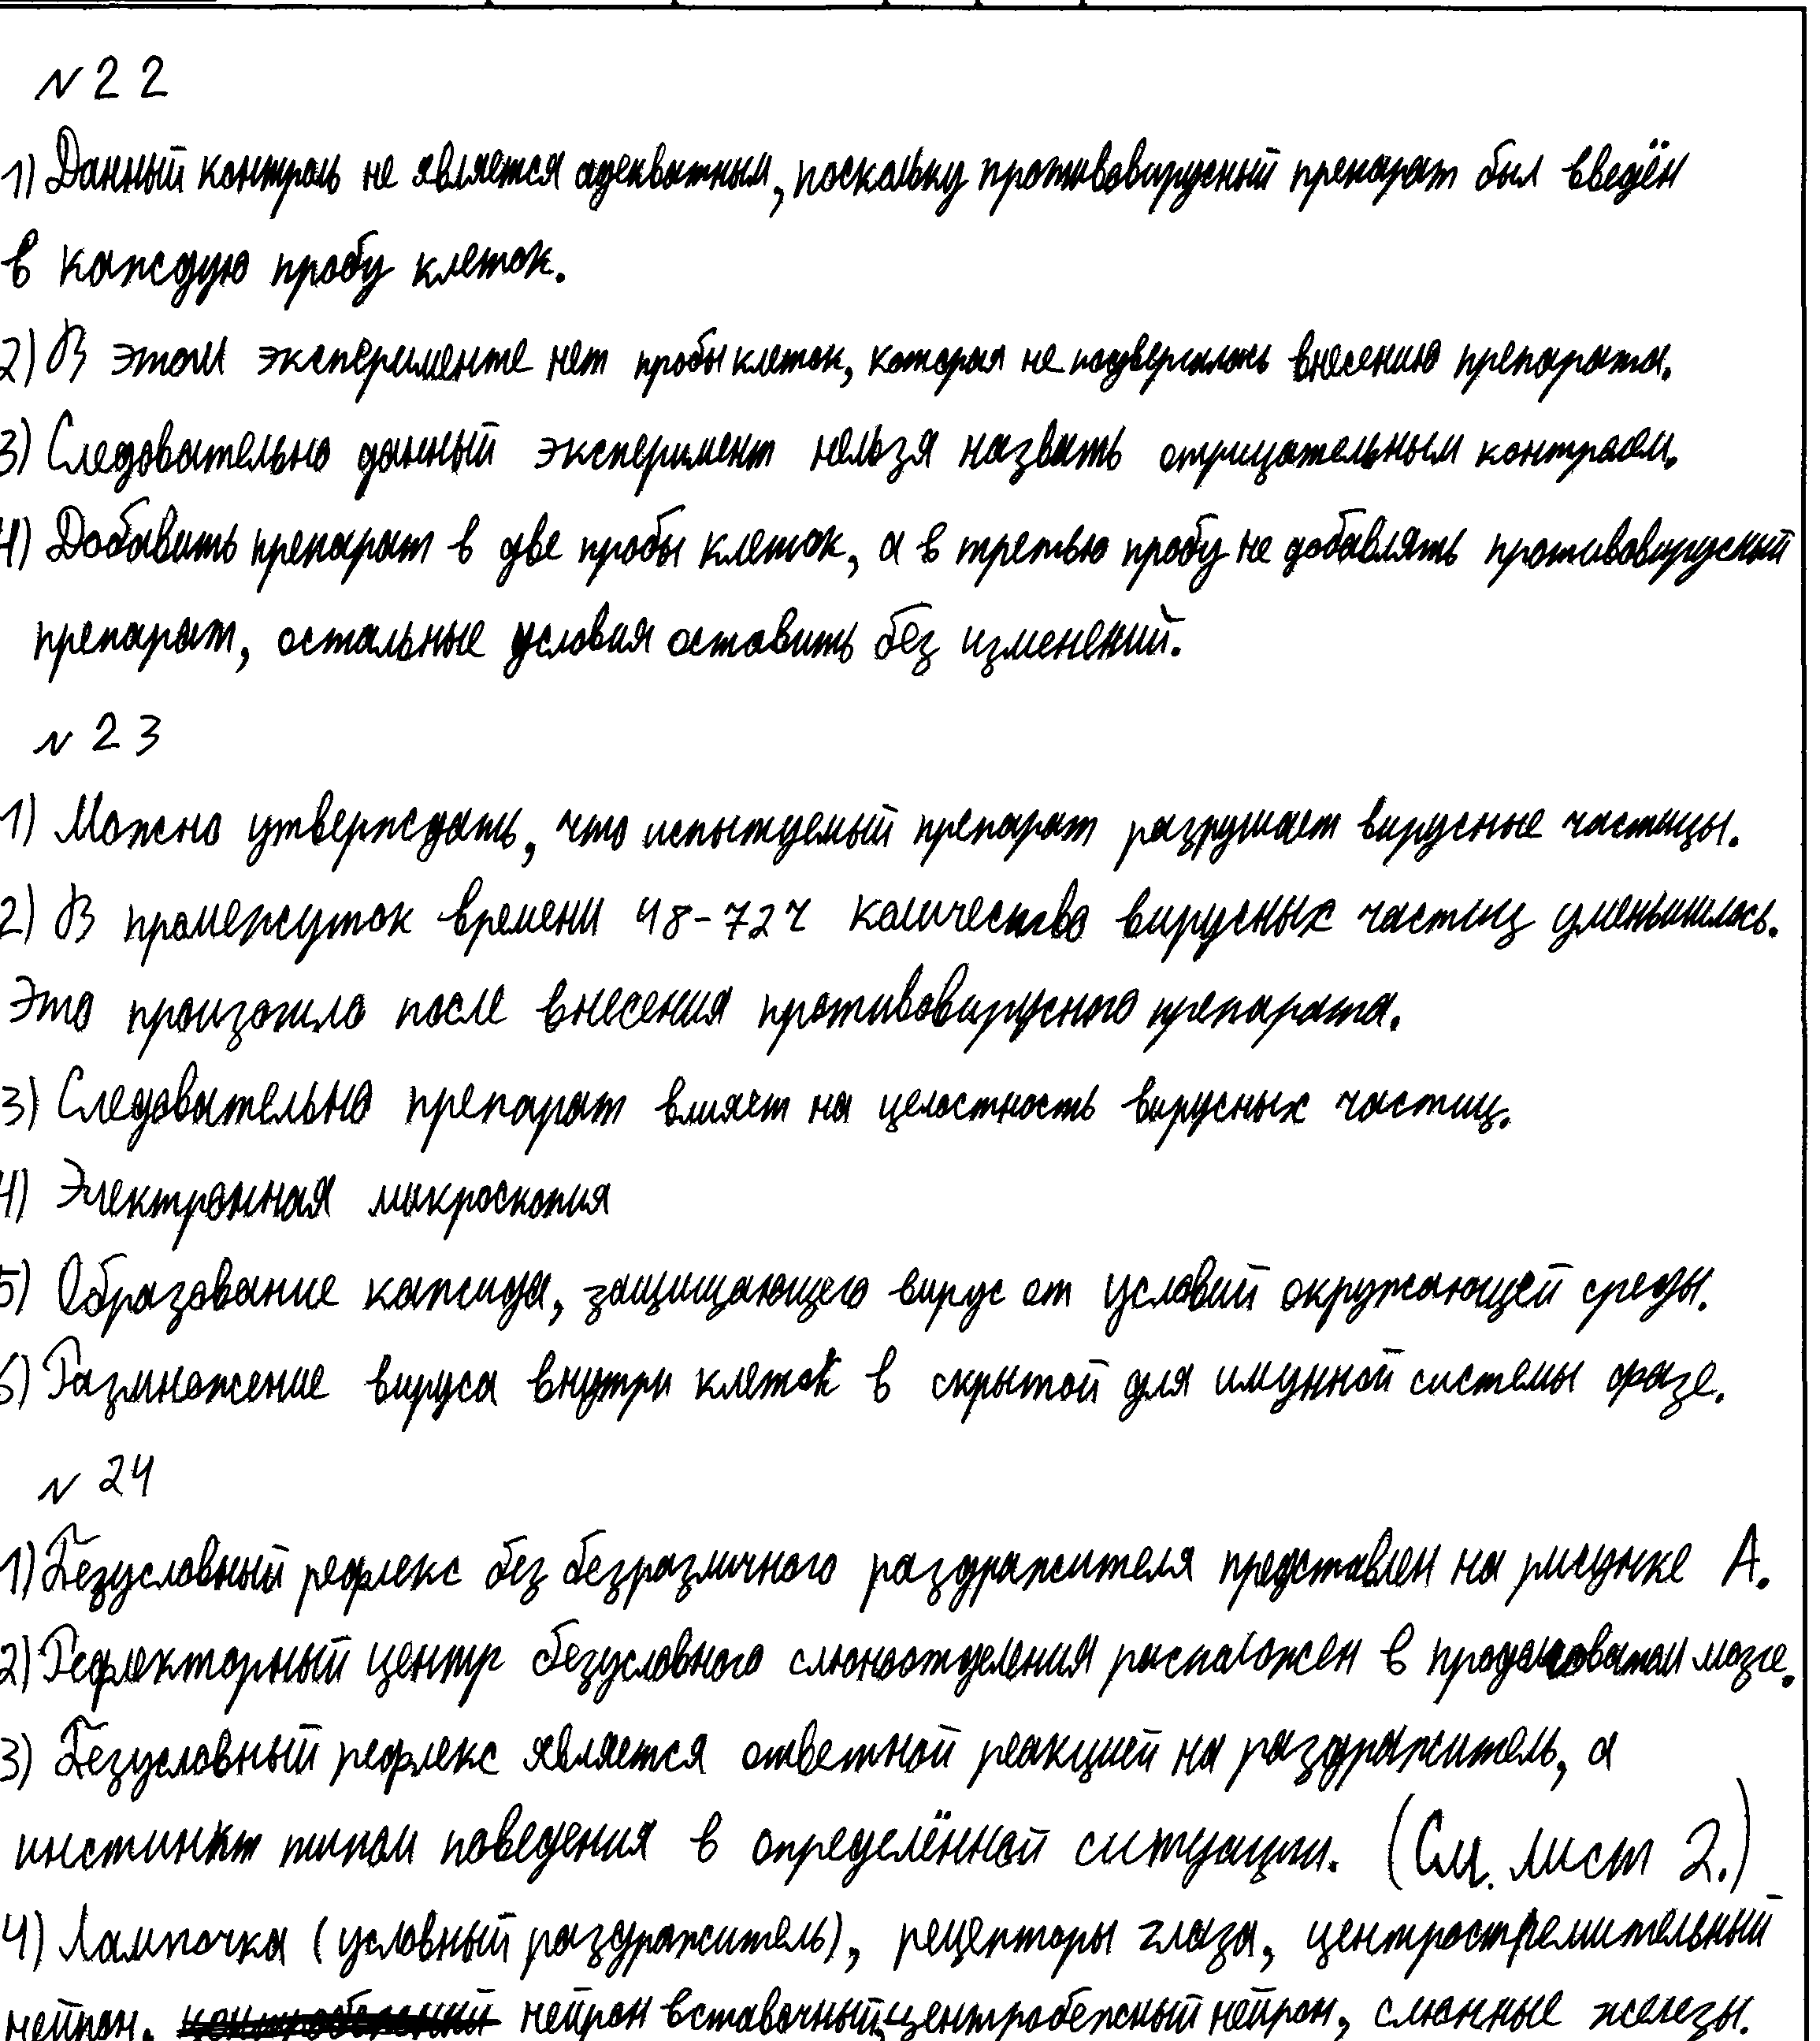 № 22
1) Данный контроль не является адекватным, поскольку противовирусный препарат был введён
в каждую пробу клеток.
2) В этом эксперименте нет пробы клеток, которая не подвергалась внесению препарата.
3) Следовательно данный эксперимент нельзя назвать отрицательным контролем.
4) Добавить препарат в две пробы клеток, а в третью пробу не добавлять противовирусный
препарат, остальные условия оставить без изменений.
№ 23
1) Можно утверждать, что испытуемый препарат разрушает вирусные частицы.
2) В промежуток времени 48-72ч количество вирусных частиц уменьшилось.
Это произошло после внесения противовирусного препарата.
3) Следовательно препарат влияет на целостность вирусных частиц.
4) Электронная микроскопия
5) Образование капсида, защищающего вирус от условий окружающей среды.
6) Размножение вируса внутри клеток в скрытой для имунной системы фазе.
№ 24
1) Безусловный рефлекс без безразличного раздражителя представлен на рисунке А.
2) Рефлекторный центр безусловного слюноотделения расположен в продолговатом мозге.
3) Безусловный рефлекс является ответной реакцией на раздражитель, а
инстинкт типом поведения в определённой ситуации. (См. лист 2.)
4) Лампочка (условный раздражитель), рецепторы глаза, центростремительный
нейрон, нейрон вставочный, центробежный нейрон, слюнные железы.